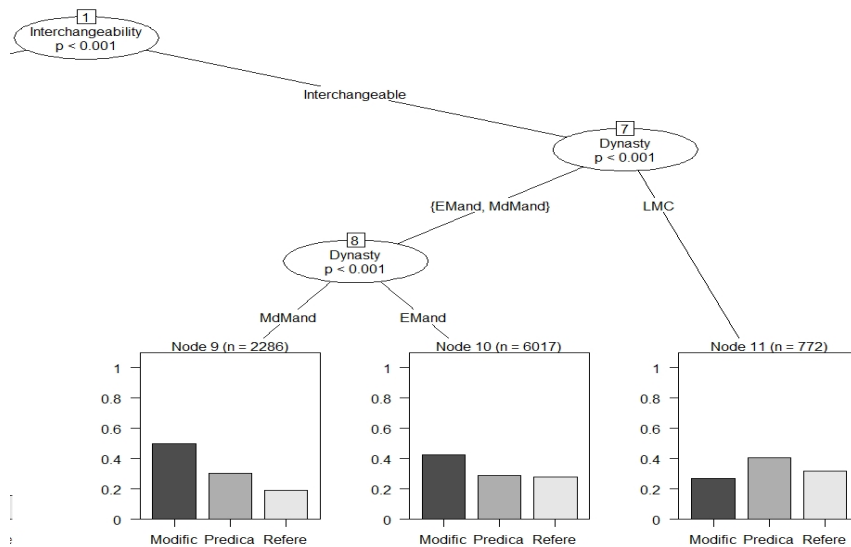 1
Interchangeability
p < 0.001
Interchangeable
7
Dynasty
p < 0.001
{EMand, MdMand}
LMC
8
Dynasty
p < 0.001
MdMand
EMand
Node 9 (n = 2286)
1
0.8
0.6
0.4
0.2
0
Modific Predica Refere
Node 10 (n = 6017)
1
0.8
0.6
0.4
0.2
0
Modific Predica Refere
Node 11 (n = 772)
1
0.8
0.6
0.4
0.2
0
Modific Predica Refere